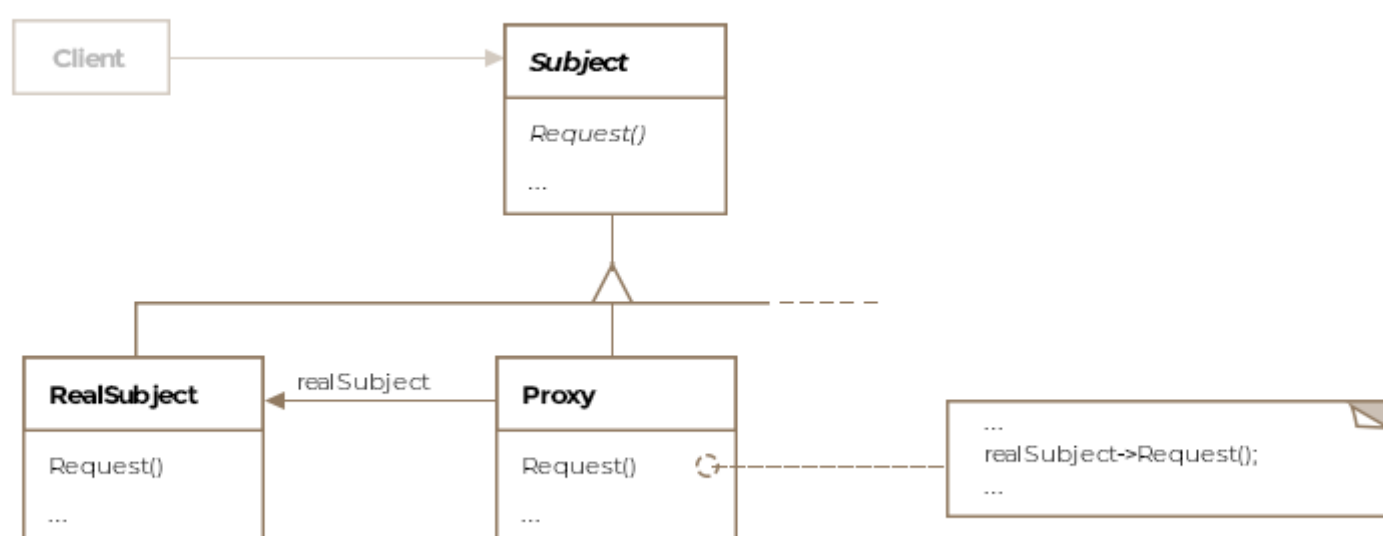 Client
Subject
Request()
...
RealSubject
Request()
...
realSubject
Proxy
Request()
...
...
realSubject->Request();
...